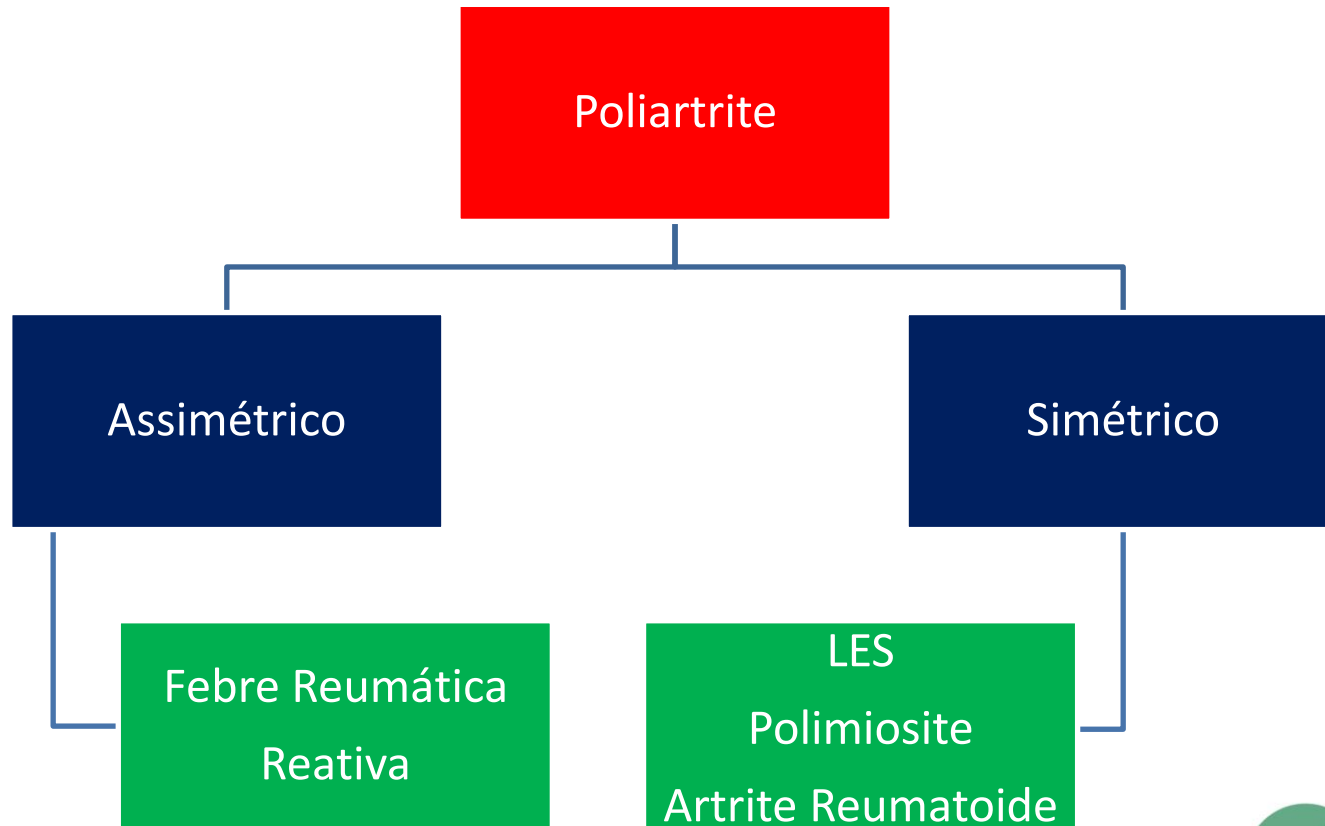 Poliartrite
Assimétrico
Simétrico
Febre Reumática
Reativa
LES
Polimiosite
Artrite Reumatoide